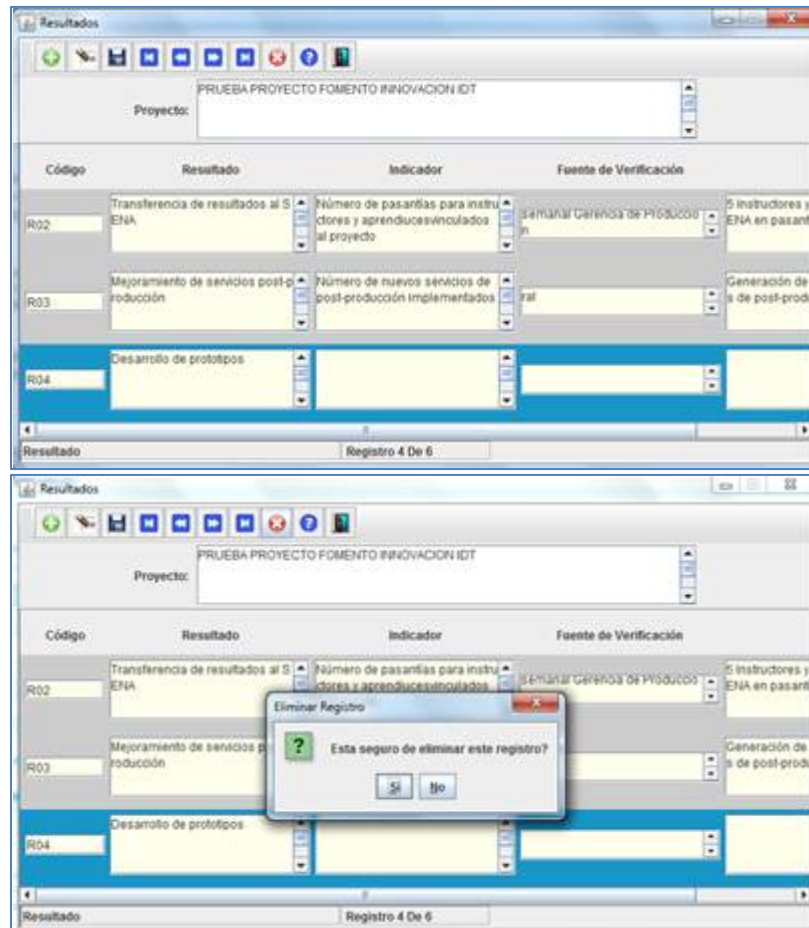 Resultados
PRUEBA PROYECTO FOMENTO INNOVACION IDT
Proyecto:
Código Resultado Indicador Fuente de Verificación
R02
Transferencia de resultados al S
ENA
Número de pasantías para instru
ctores y aprendiucesvinculados
al proyecto
semanal Gerencia de Produccio
n
5 Instructores y
ENA en pasant
R03
Mejoramiento de servicios post-p
roducción
Número de nuevos servicios de
post-producción implementados
ral
Generación de
s de post-produ
R04
Desarrollo de prototipos
Resultado Registro 4 De 6
Resultados
PRUEBA PROYECTO FOMENTO INNOVACION IDT
Proyecto:
Código Resultado Indicador Fuente de Verificación
R02
Transferencia de resultados al S
ENA
Número de pasantías para instru
ctores y aprendiucesvinculados
semanal Gerencia de Produccio
n
5 Instructores y
ENA en pasant
Eliminar Registro
Esta seguro de eliminar este registro?
Si No
R03
Mejoramiento de servicios p
roducción
Generación de
s de post-produ
R04
Desarrollo de prototipos
Resultado Registro 4 De 6